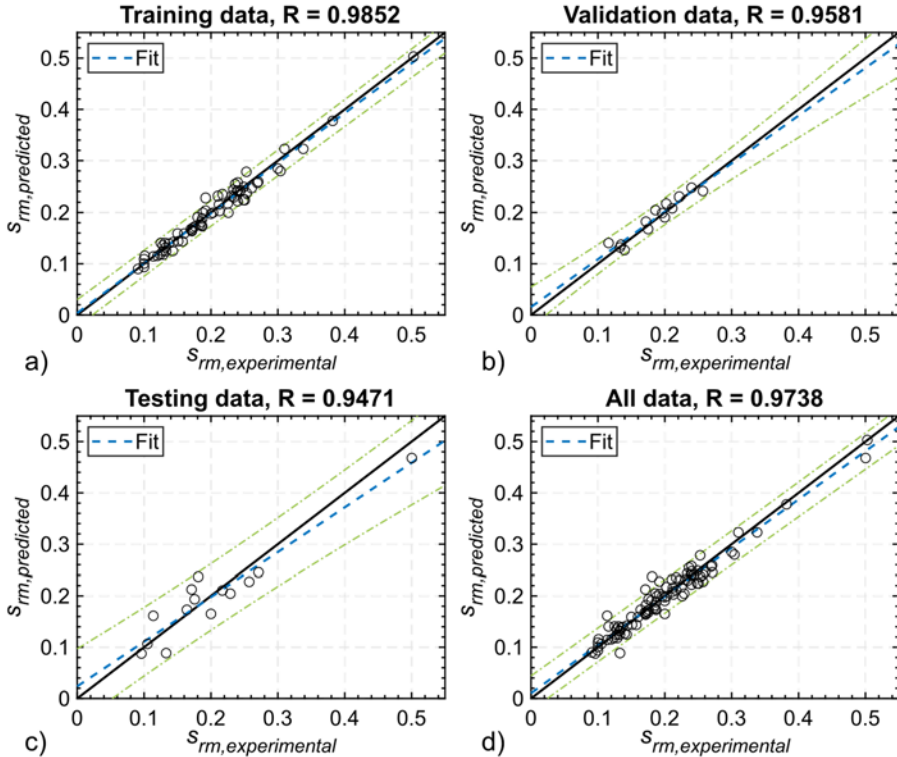 Training data, R = 0.9852
Fit
0.5
0.4
0.3
0.2
0.1
0
s_rm,predicted
0 0.1 0.2 0.3 0.4 0.5
s_rm,experimental
a)
Validation data, R = 0.9581
Fit
0.5
0.4
0.3
0.2
0.1
0
s_rm,predicted
0 0.1 0.2 0.3 0.4 0.5
s_rm,experimental
b)
Testing data, R = 0.9471
Fit
0.5
0.4
0.3
0.2
0.1
0
s_rm,predicted
0 0.1 0.2 0.3 0.4 0.5
s_rm,experimental
c)
All data, R = 0.9738
Fit
0.5
0.4
0.3
0.2
0.1
0
s_rm,predicted
0 0.1 0.2 0.3 0.4 0.5
s_rm,experimental
d)